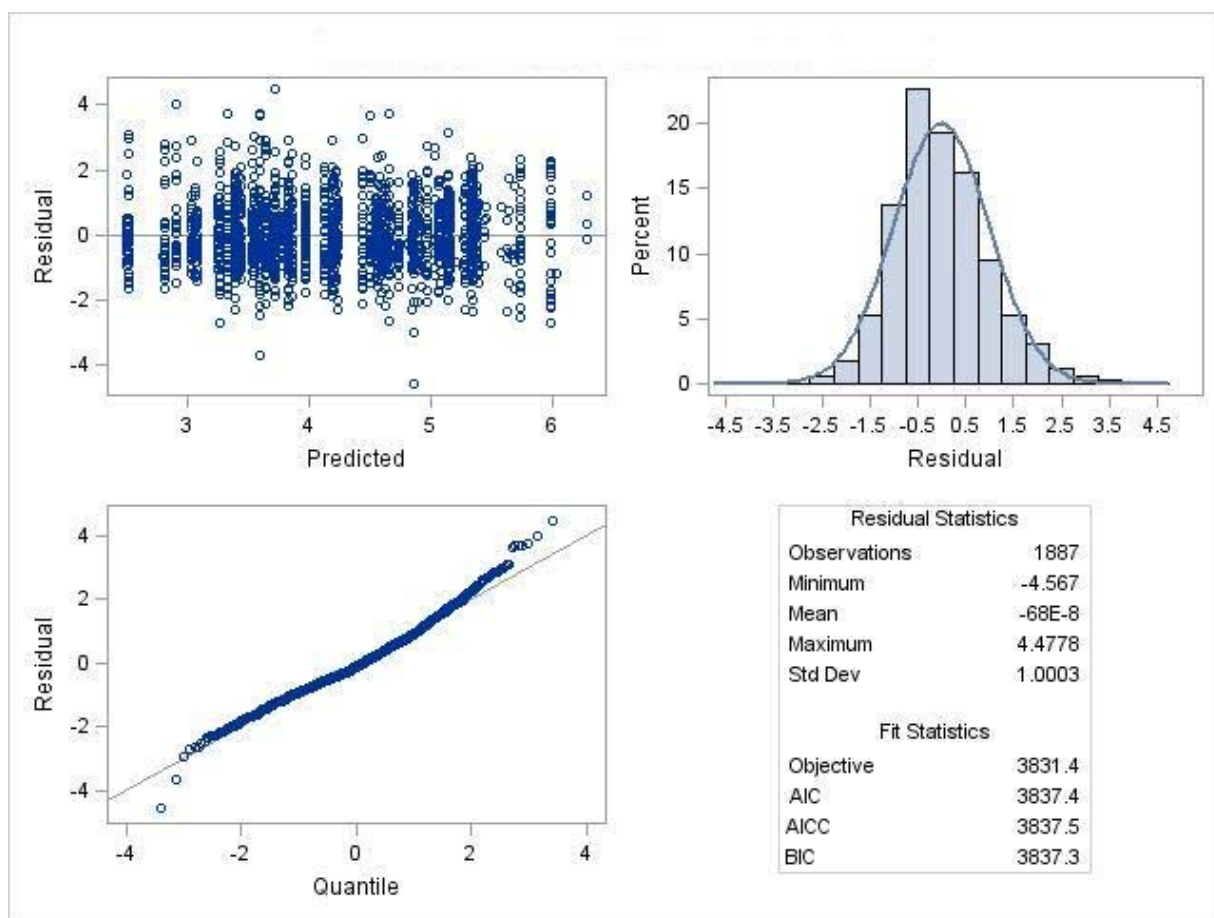 4
2
0
-2
-4
Residual
3 4 5 6
Predicted
20
15
10
5
0
Percent
-4.5 -3.5 -2.5 -1.5 -0.5 0.5 1.5 2.5 3.5 4.5
Residual
4
2
0
-2
-4
Residual
-4 -2 0 2 4
Quantile
Residual Statistics
Observations 1887
Minimum -4.567
Mean -68E-8
Maximum 4.4778
Std Dev 1.0003
Fit Statistics
Objective 3831.4
AIC 3837.4
AICC 3837.5
BIC 3837.3